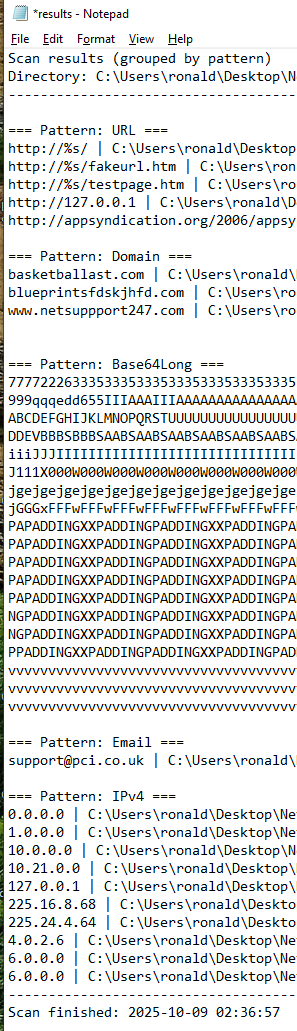 *results - Notepad
File Edit Format View Help
Scan results (grouped by pattern)
Directory: C:\Users\ronald\Desktop\N
------------------------------------
=== Pattern: URL ===
http://%s/ | C:\Users\ronald\Desktop
http://%s/fakeurl.htm | C:\Users\ron
http://%s/testpage.htm | C:\Users\ro
http://127.0.0.1 | C:\Users\ronald\D
http://appsyndication.org/2006/appsy
=== Pattern: Domain ===
basketballast.com | C:\Users\ronald\
blueprintsfdskjhfd.com | C:\Users\ro
www.netsuppport247.com | C:\Users\ro
=== Pattern: Base64Long ===
777722263335333533353335333533353335
999qqqedd655IIIAAAIIIAAAAAAAAAAAAAAA
ABCDEFGHIJKLMNOPQRSTUUUUUUUUUUUUUUUU
DDEVBBBSBBBSAABSAABSAABSAABSAABSAABS
iiiJJJIIIIIIIIIIIIIIIIIIIIIIIIIIIIII
J111X000W000W000W000W000W000W000W000
jgejgejgejgejgejgejgejgejgejgejgejge
jGGGxFFFwFFFwFFFwFFFwFFFwFFFwFFFwFFF
PAPADDINGXXPADDINGPADDINGXXPADDINGPA
PAPADDINGXXPADDINGPADDINGXXPADDINGPA
PAPADDINGXXPADDINGPADDINGXXPADDINGPA
PAPADDINGXXPADDINGPADDINGXXPADDINGPA
PAPADDINGXXPADDINGPADDINGXXPADDINGPA
NGPADDINGXXPADDINGPADDINGXXPADDINGPA
NGPADDINGXXPADDINGPADDINGXXPADDINGPA
PPADDINGXXPADDINGPADDINGXXPADDINGPAD
vvvvvvvvvvvvvvvvvvvvvvvvvvvvvvvvvvvv
vvvvvvvvvvvvvvvvvvvvvvvvvvvvvvvvvvvv
vvvvvvvvvvvvvvvvvvvvvvvvvvvvvvvvvvvv
=== Pattern: Email ===
support@pci.co.uk | C:\Users\ronald\
=== Pattern: IPv4 ===
0.0.0.0 | C:\Users\ronald\Desktop\Ne
1.0.0.0 | C:\Users\ronald\Desktop\Ne
10.0.0.0 | C:\Users\ronald\Desktop\N
10.21.0.0 | C:\Users\ronald\Desktop\
127.0.0.1 | C:\Users\ronald\Desktop\
225.16.8.68 | C:\Users\ronald\Deskto
225.24.4.64 | C:\Users\ronald\Deskto
4.0.2.6 | C:\Users\ronald\Desktop\Ne
6.0.0.0 | C:\Users\ronald\Desktop\Ne
6.0.0.0 | C:\Users\ronald\Desktop\Ne
------------------------------------
Scan finished: 2025-10-09 02:36:57